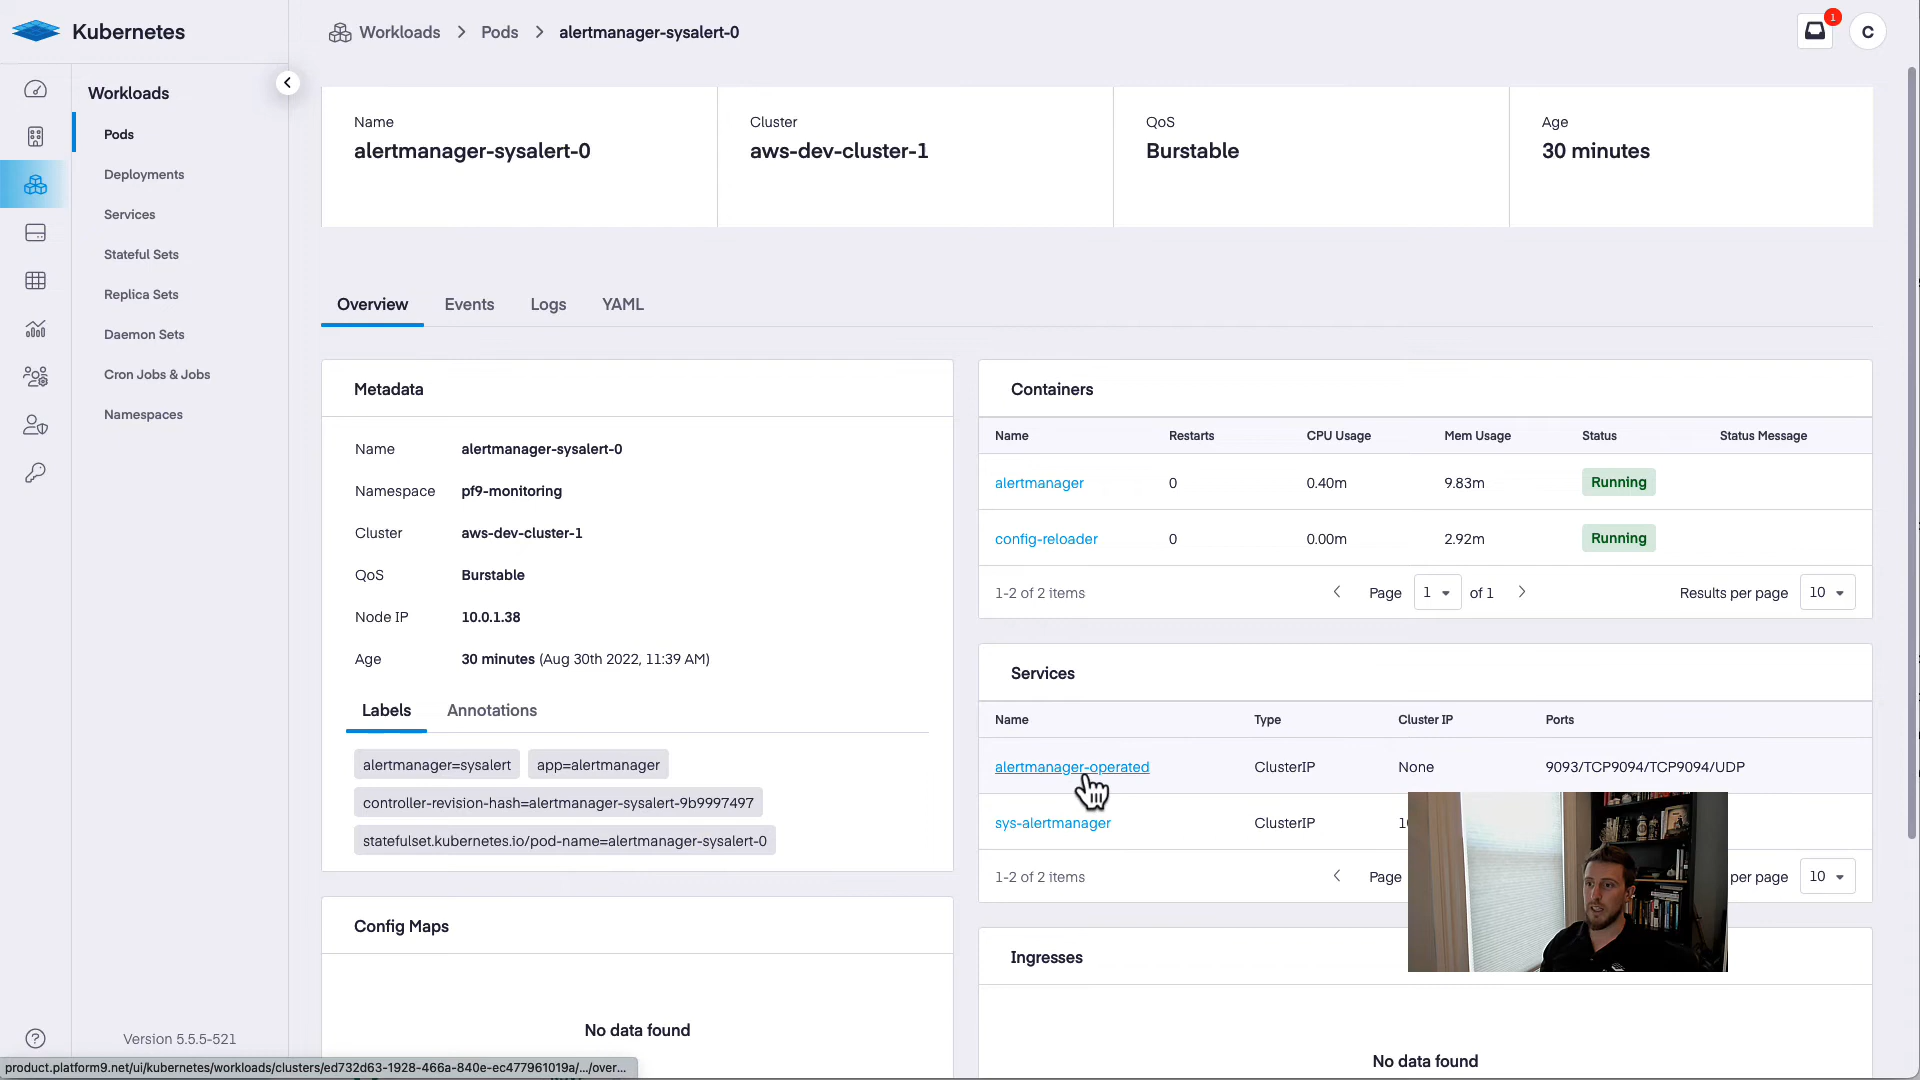 Kubernetes
Workloads > Pods > alertmanager-sysalert-0
1
C
Workloads
Pods
Deployments
Services
Stateful Sets
Replica Sets
Daemon Sets
Cron Jobs & Jobs
Namespaces
Version 5.5.5-521
Name
alertmanager-sysalert-0
Cluster
aws-dev-cluster-1
QoS
Burstable
Age
30 minutes
Overview Events Logs YAML
Metadata
Name alertmanager-sysalert-0
Namespace pf9-monitoring
Cluster aws-dev-cluster-1
QoS Burstable
Node IP 10.0.1.38
Age 30 minutes (Aug 30th 2022, 11:39 AM)
Labels Annotations
alertmanager=sysalert app=alertmanager
controller-revision-hash=alertmanager-sysalert-9b9997497
statefulset.kubernetes.io/pod-name=alertmanager-sysalert-0
Config Maps
No data found
Containers
Name Restarts CPU Usage Mem Usage Status Status Message
alertmanager 0 0.40m 9.83m Running
config-reloader 0 0.00m 2.92m Running
1-2 of 2 items Page 1 of 1 Results per page 10
Services
Name Type Cluster IP Ports
alertmanager-operated ClusterIP None 9093/TCP9094/TCP9094/UDP
sys-alertmanager ClusterIP
1-2 of 2 items Page per page 10
Ingresses
No data found
product.platform9.net/ui/kubernetes/workloads/clusters/ed732d63-1928-466a-840e-ec477961019a/.../over...